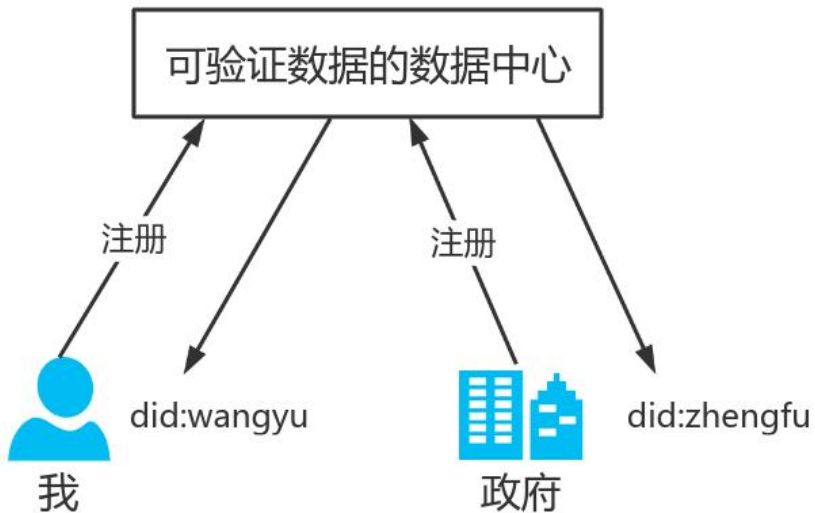 可验证数据的数据中心
注册
注册
did:wangyu
did:zhengfu
我
政府